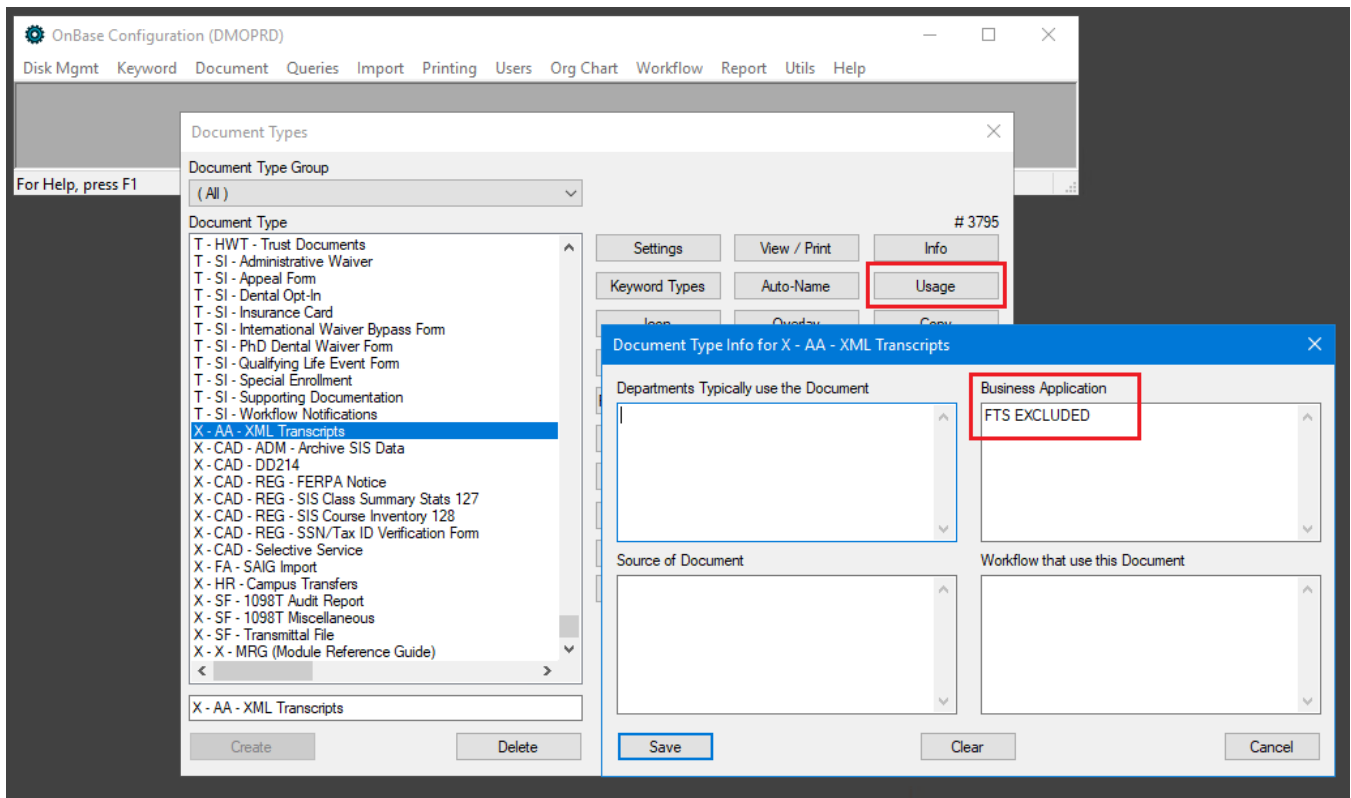 OnBase Configuration (DMOPRD)
Disk Mgmt Keyword Document Queries Import Printing Users Org Chart Workflow Report Utils Help
Document Types
Document Type Group
( All )
For Help, press F1
Document Type
# 3795
T - HWT - Trust Documents
T - SI - Administrative Waiver
T - SI - Appeal Form
T - SI - Dental Opt-In
T - SI - Insurance Card
T - SI - International Waiver Bypass Form
T - SI - PhD Dental Waiver Form
T - SI - Qualifying Life Event Form
T - SI - Special Enrollment
T - SI - Supporting Documentation
T - SI - Workflow Notifications
X - AA - XML Transcripts
X - CAD - ADM - Archive SIS Data
X - CAD - DD214
X - CAD - REG - FERPA Notice
X - CAD - REG - SIS Class Summary Stats 127
X - CAD - REG - SIS Course Inventory 128
X - CAD - REG - SSN/Tax ID Verification Form
X - CAD - Selective Service
X - FA - SAIG Import
X - HR - Campus Transfers
X - SF - 1098T Audit Report
X - SF - 1098T Miscellaneous
X - SF - Transmittal File
X - X - MRG (Module Reference Guide)
X - AA - XML Transcripts
Create Delete
Settings View / Print Info
Keyword Types Auto-Name Usage
Icon Overlay Copy
Document Type Info for X - AA - XML Transcripts
Departments Typically use the Document
Business Application
FTS EXCLUDED
Source of Document
Workflow that use this Document
Save Clear Cancel